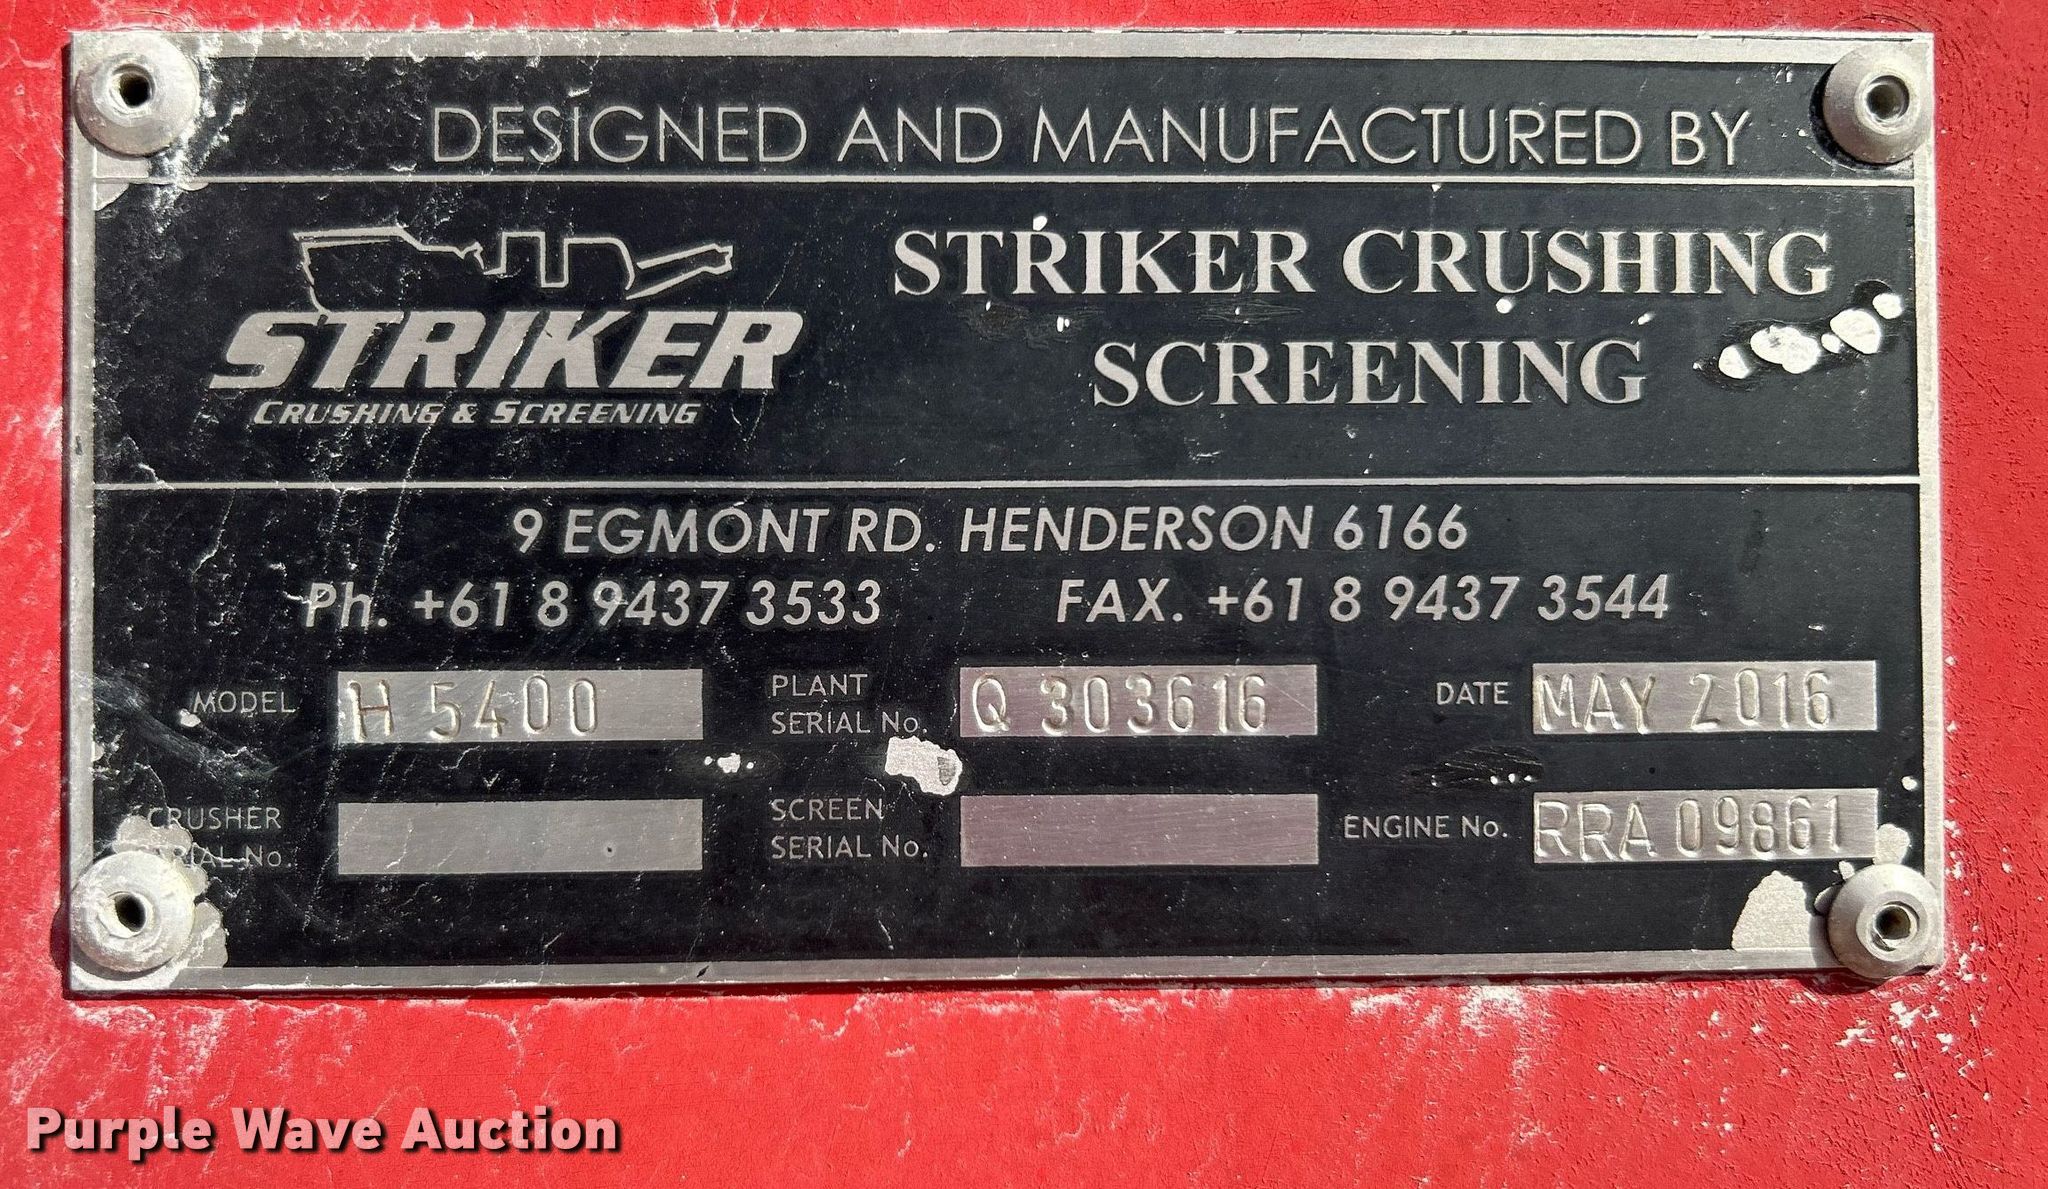 DESIGNED AND MANUFACTURED BY
STRIKER
CRUSHING & SCREENING
STRIKER CRUSHING
SCREENING
9 EGMONT RD. HENDERSON 6166
Ph. +61 8 9437 3533 FAX. +61 8 9437 3544
MODEL H 5400
PLANT
SERIAL No. Q 303616
DATE MAY 2016
CRUSHER
SERIAL No.
SCREEN
SERIAL No.
ENGINE No. RRA 09861
Purple Wave Auction